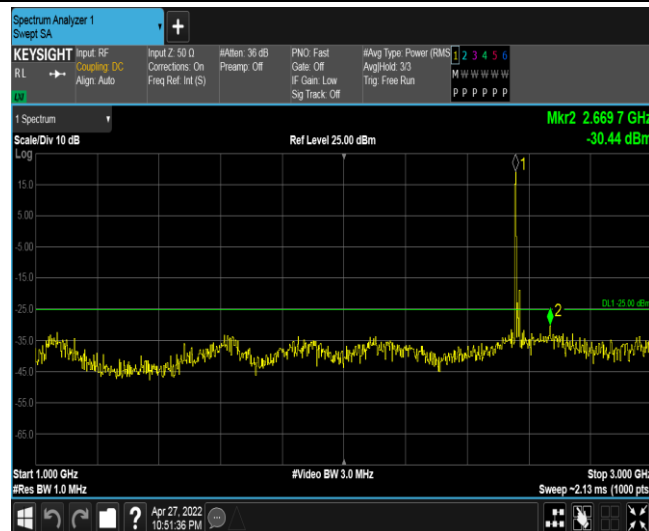 Spectrum Analyzer 1
Swept SA
+
KEYSIGHT Input: RF Input Z: 50 Ω #Atten: 36 dB PNO: Fast #Avg Type: Power (RMS 1 2 3 4 5 6
RL Coupling: DC Corrections: On Preamp: Off Gate: Off Avg|Hold: 3/3 M W W W W W
Align: Auto Freq Ref: Int (S) IF Gain: Low Trig: Free Run
Sig Track: Off P P P P P P
1 Spectrum
Mkr2 2.669 7 GHz
Scale/Div 10 dB Ref Level 25.00 dBm -30.44 dBm
Log
1
15.0
5.00
-5.00
-15.0
-25.0 2 DL1 -25.00 dBm
-35.0
-45.0
-55.0
-65.0
Start 1.000 GHz #Video BW 3.0 MHz Stop 3.000 GHz
#Res BW 1.0 MHz Sweep ~2.13 ms (1000 pts
? Apr 27, 2022
10:51:36 PM